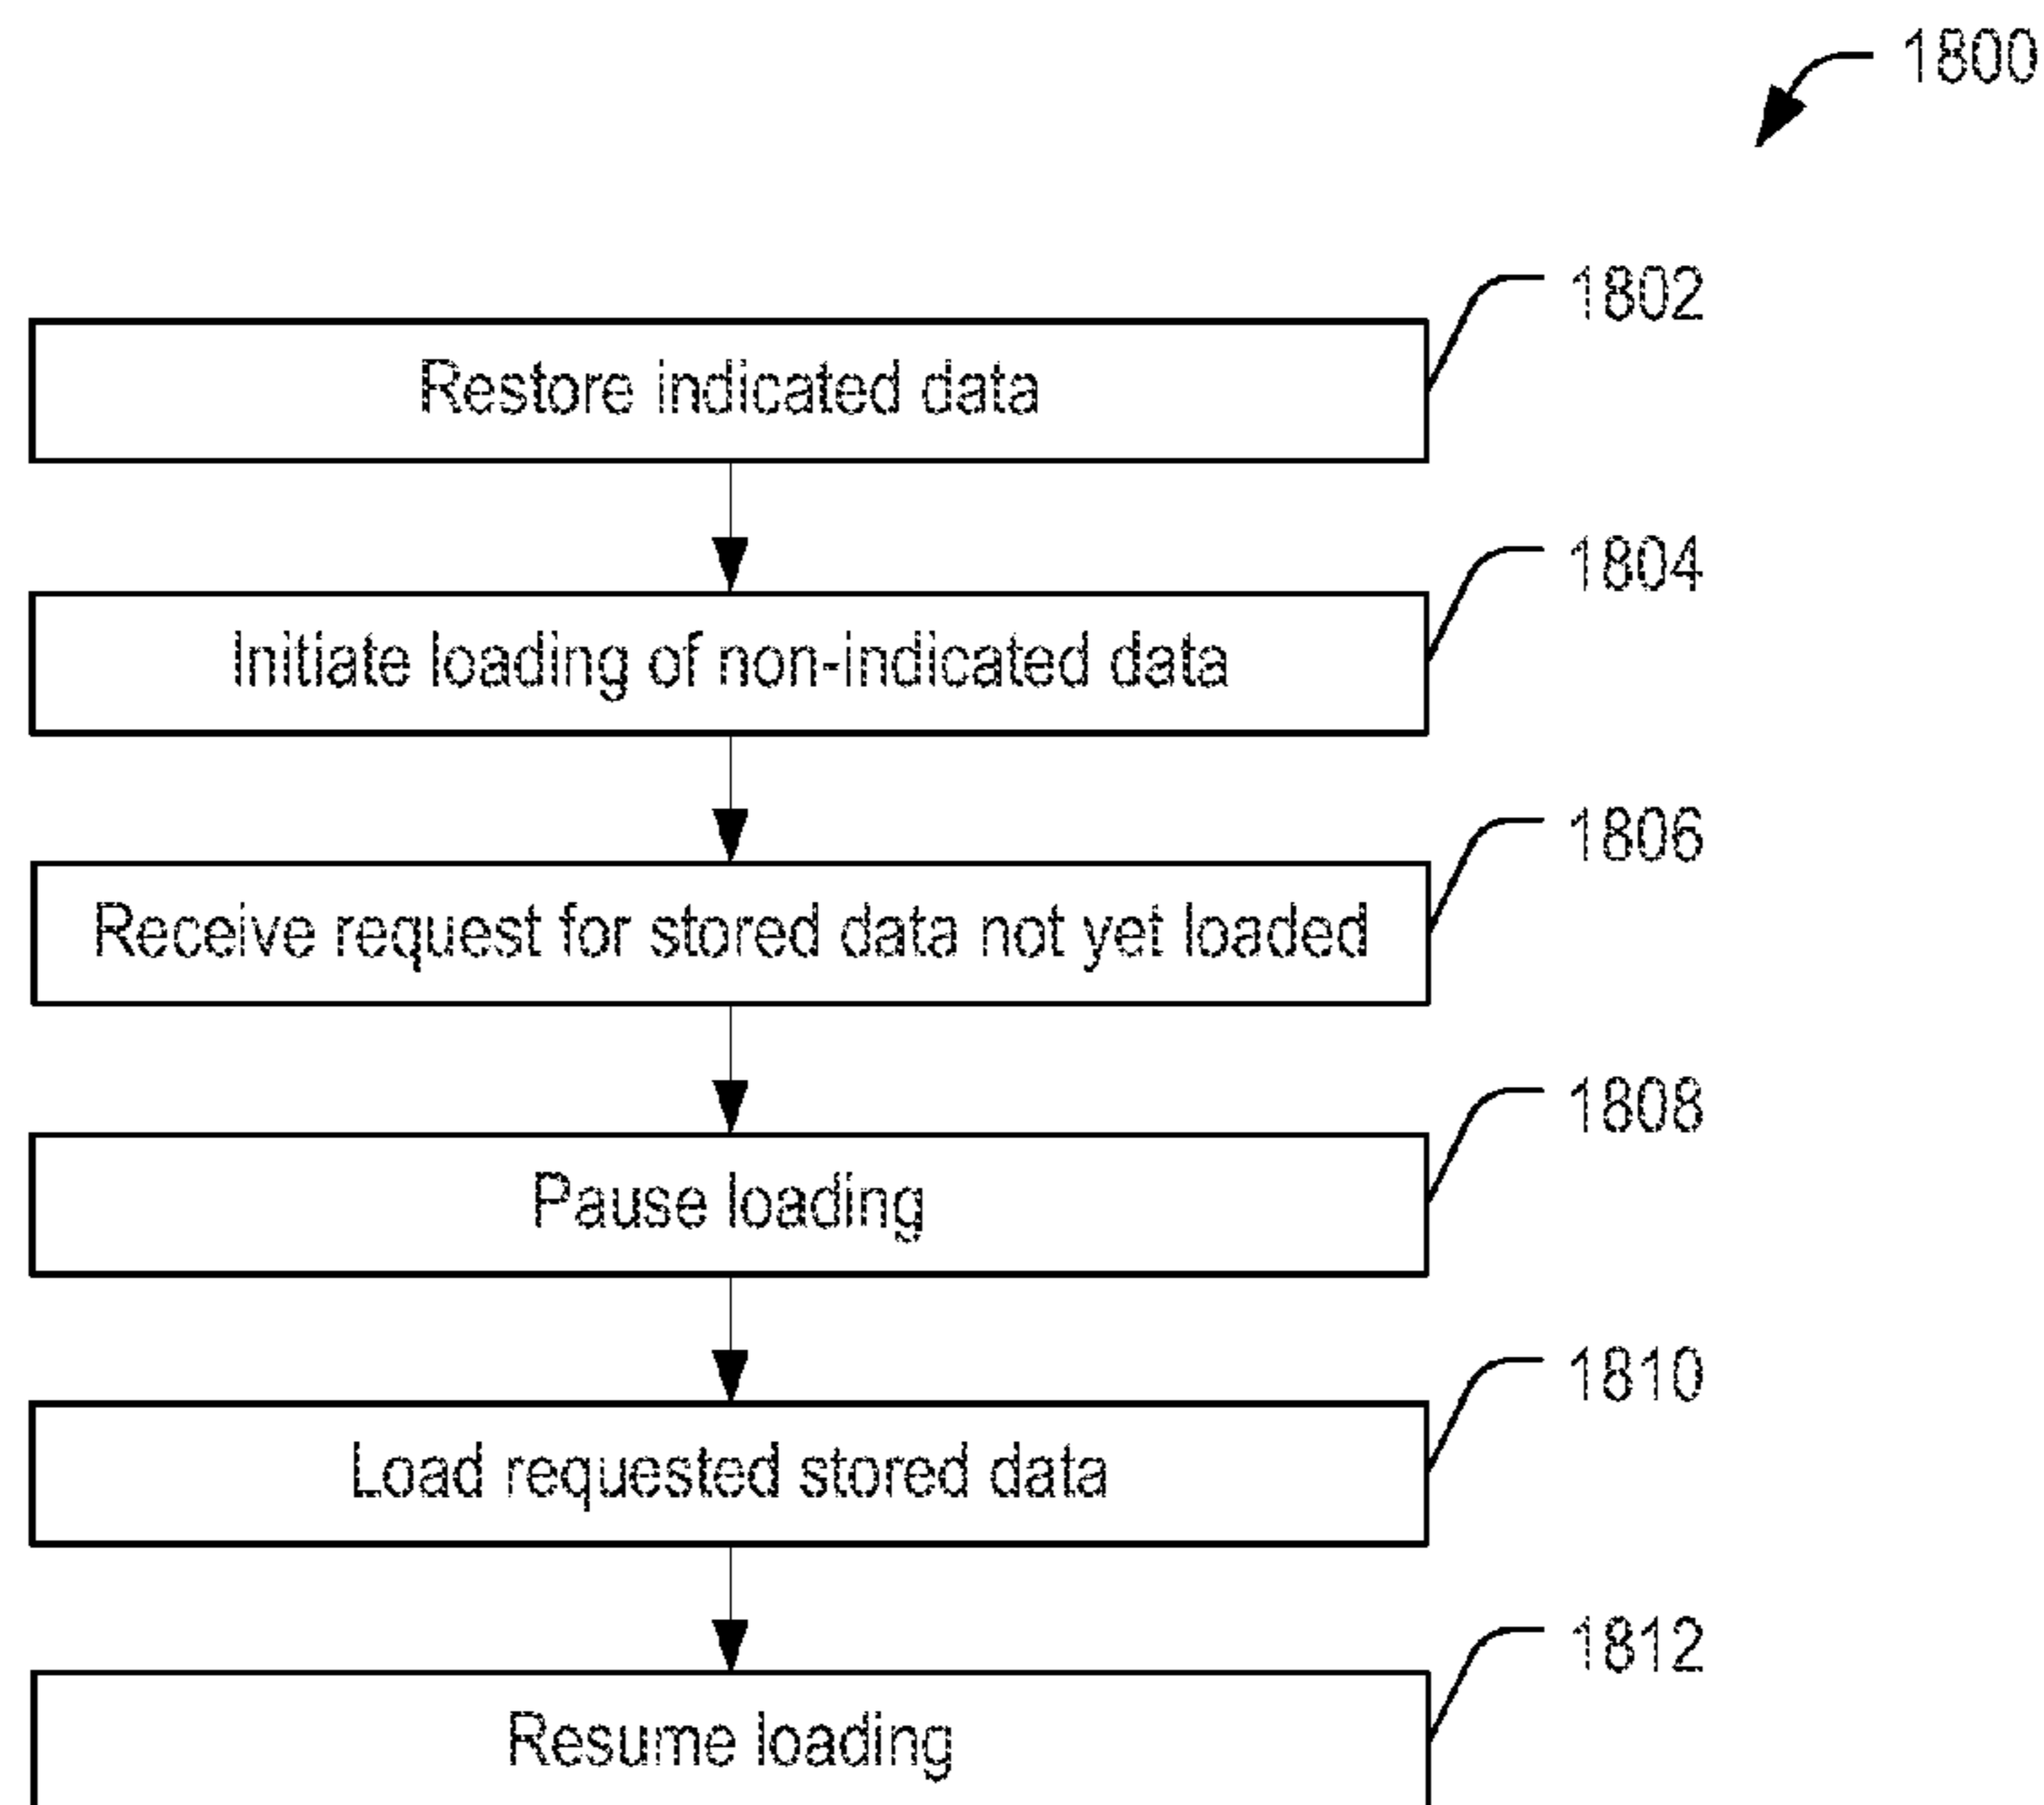 1800
1802
Restore indicated data
1804
Initiate loading of non-indicated data
1806
Receive request for stored data not yet loaded
1808
Pause loading
1810
Load requested stored data
1812
Resume loading